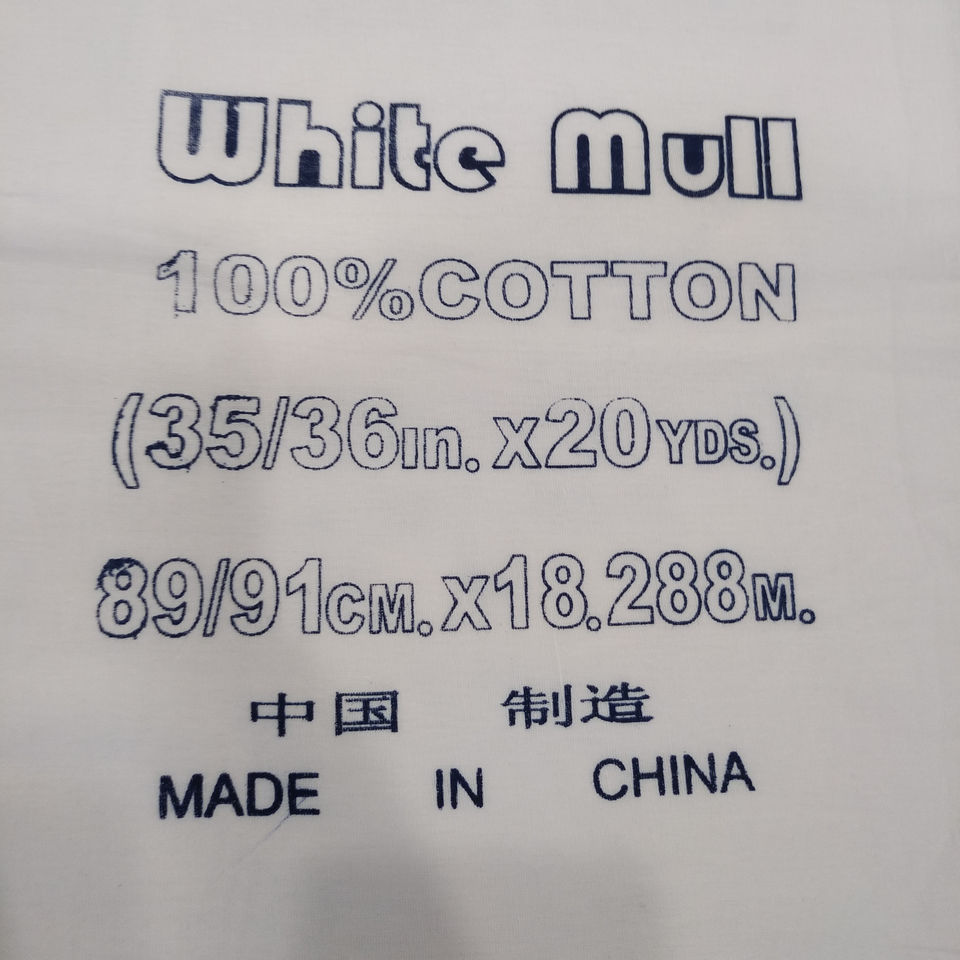 White Mull
100%COTTON
(35/36in. x20YDS.)
89/91CM. x18.288M.
中国 制造
MADE IN CHINA